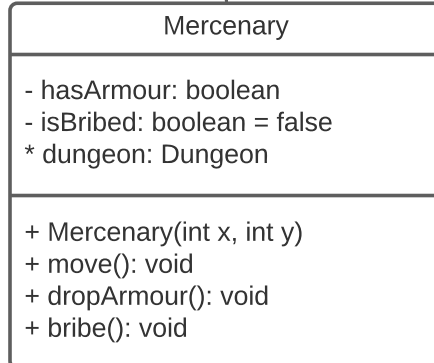 Mercenary
- hasArmour: boolean
- isBribed: boolean = false
* dungeon: Dungeon
+ Mercenary(int x, int y)
+ move(): void
+ dropArmour(): void
+ bribe(): void